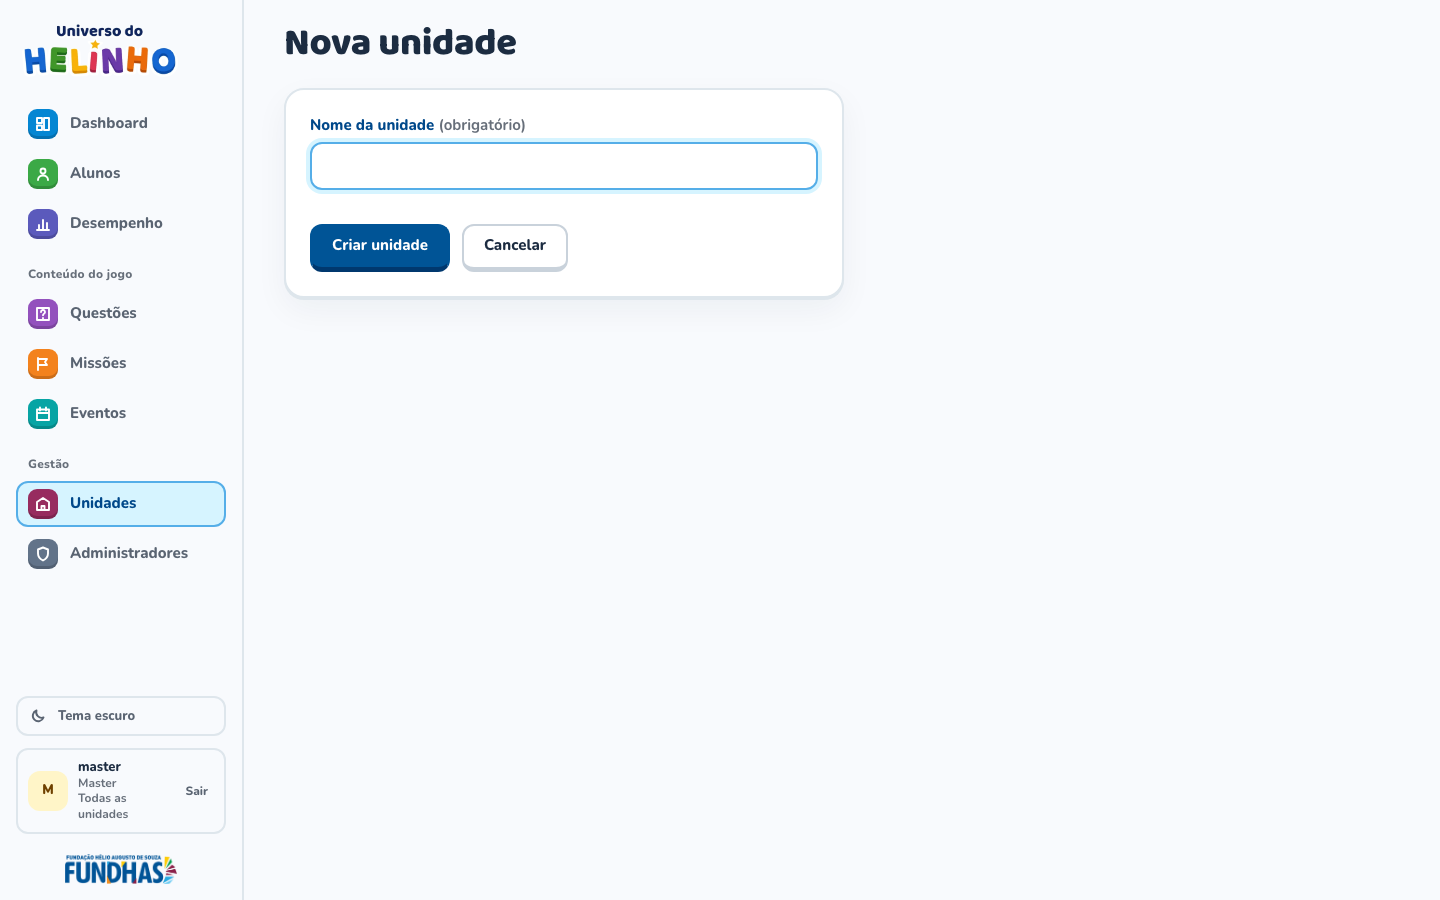 Universo do
HELINHO
Dashboard
Alunos
Desempenho
Conteúdo do jogo
Questões
Missões
Eventos
Gestão
Unidades
Administradores
Tema escuro
M
master
Master
Todas as
unidades
Sair
FUNDAÇÃO HÉLIO AUGUSTO DE SOUZA
FUNDHAS
Nova unidade
Nome da unidade (obrigatório)
Criar unidade
Cancelar